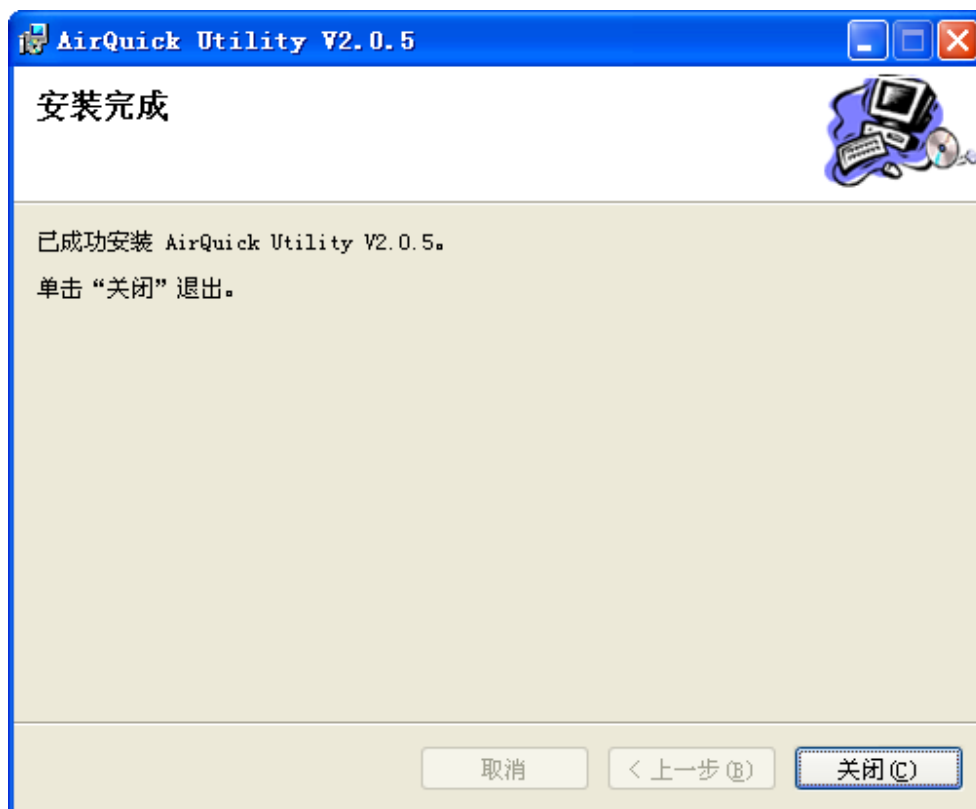 AirQuick Utility V2.0.5
安装完成
已成功安装 AirQuick Utility V2.0.5。
单击“关闭”退出。
取消
< 上一步(B)
关闭(C)